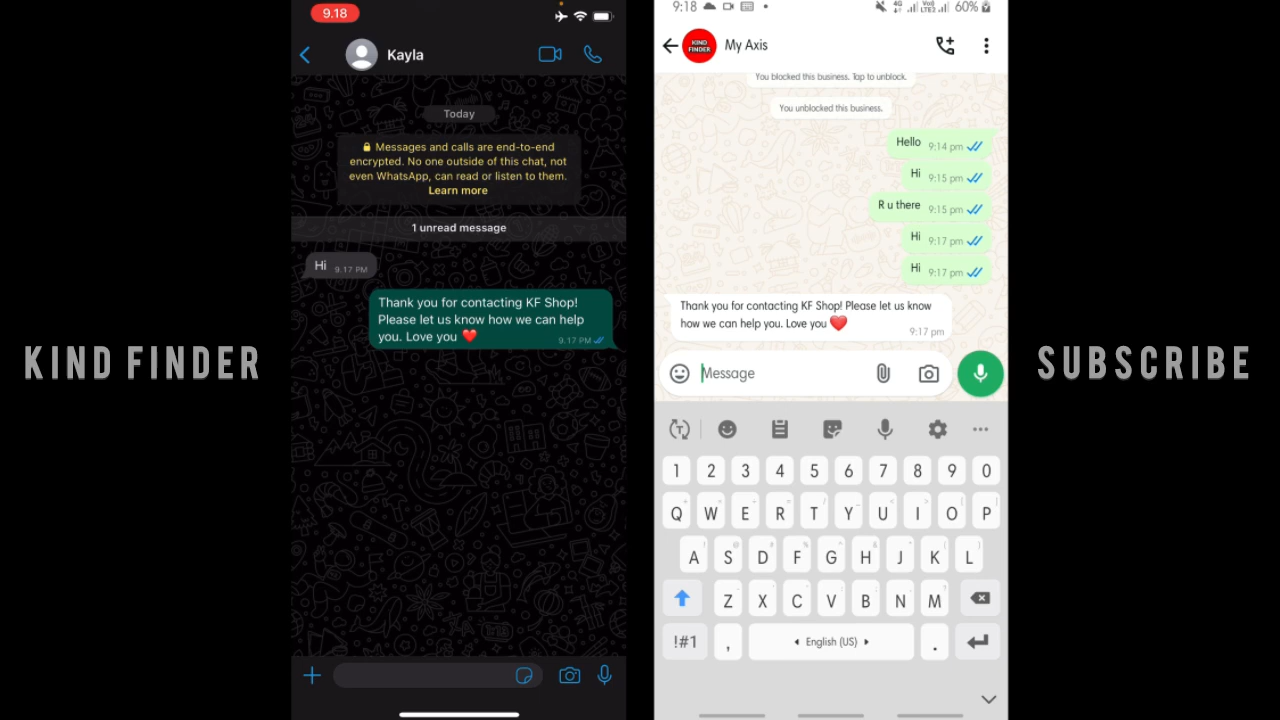 KIND FINDER
9.18
Kayla
Today
Messages and calls are end-to-end
encrypted. No one outside of this chat, not
even WhatsApp, can read or listen to them.
Learn more
1 unread message
Hi 9.17 PM
Thank you for contacting KF Shop!
Please let us know how we can help
you. Love you ❤️ 9.17 PM
9:18 4G 60%
KIND
FINDER
My Axis
You blocked this business. Tap to unblock.
You unblocked this business.
Hello 9:14 pm
Hi 9:15 pm
R u there 9:15 pm
Hi 9:17 pm
Hi 9:17 pm
Thank you for contacting KF Shop! Please let us know
how we can help you. Love you ❤️
9:17 pm
Message
1 2 3 4 5 6 7 8 9 0
Q W E R T Y U I O P
A S D F G H J K L
Z X C V B N M
!#1 , English (US) .
SUBSCRIBE